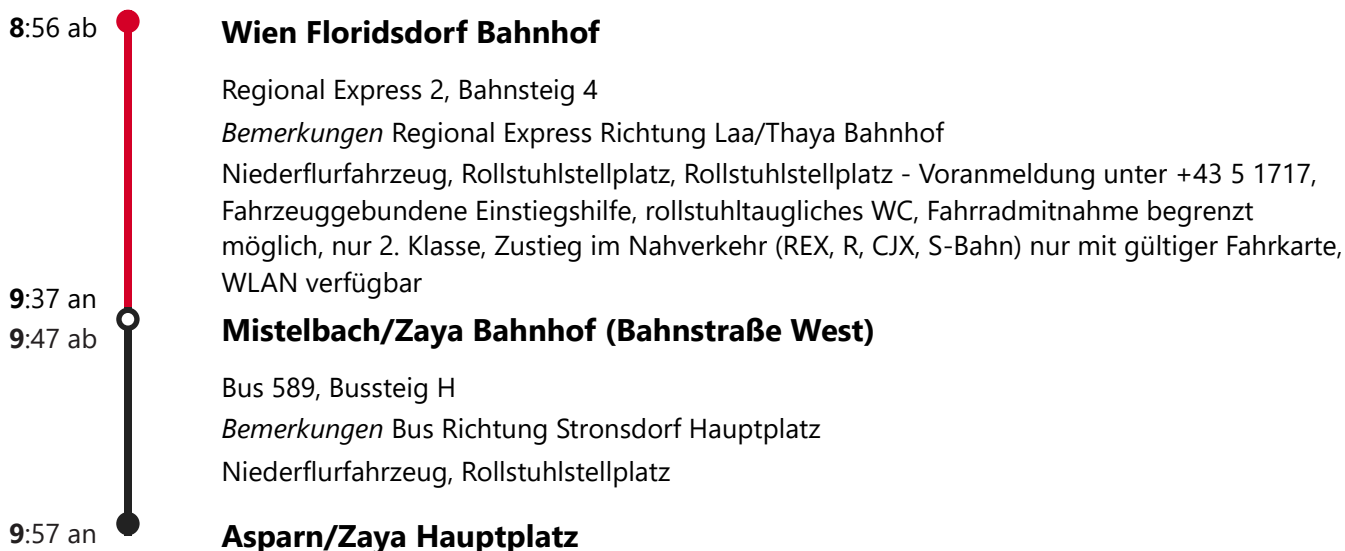 8:56 ab
Wien Floridsdorf Bahnhof
Regional Express 2, Bahnsteig 4
Bemerkungen Regional Express Richtung Laa/Thaya Bahnhof
Niederflurfahrzeug, Rollstuhlstellplatz, Rollstuhlstellplatz - Voranmeldung unter +43 5 1717,
Fahrzeuggebundene Einstiegshilfe, rollstuhltaugliches WC, Fahrradmitnahme begrenzt
möglich, nur 2. Klasse, Zustieg im Nahverkehr (REX, R, CJX, S-Bahn) nur mit gültiger Fahrkarte,
WLAN verfügbar
9:37 an
9:47 ab
Mistelbach/Zaya Bahnhof (Bahnstraße West)
Bus 589, Bussteig H
Bemerkungen Bus Richtung Stronsdorf Hauptplatz
Niederflurfahrzeug, Rollstuhlstellplatz
9:57 an
Asparn/Zaya Hauptplatz